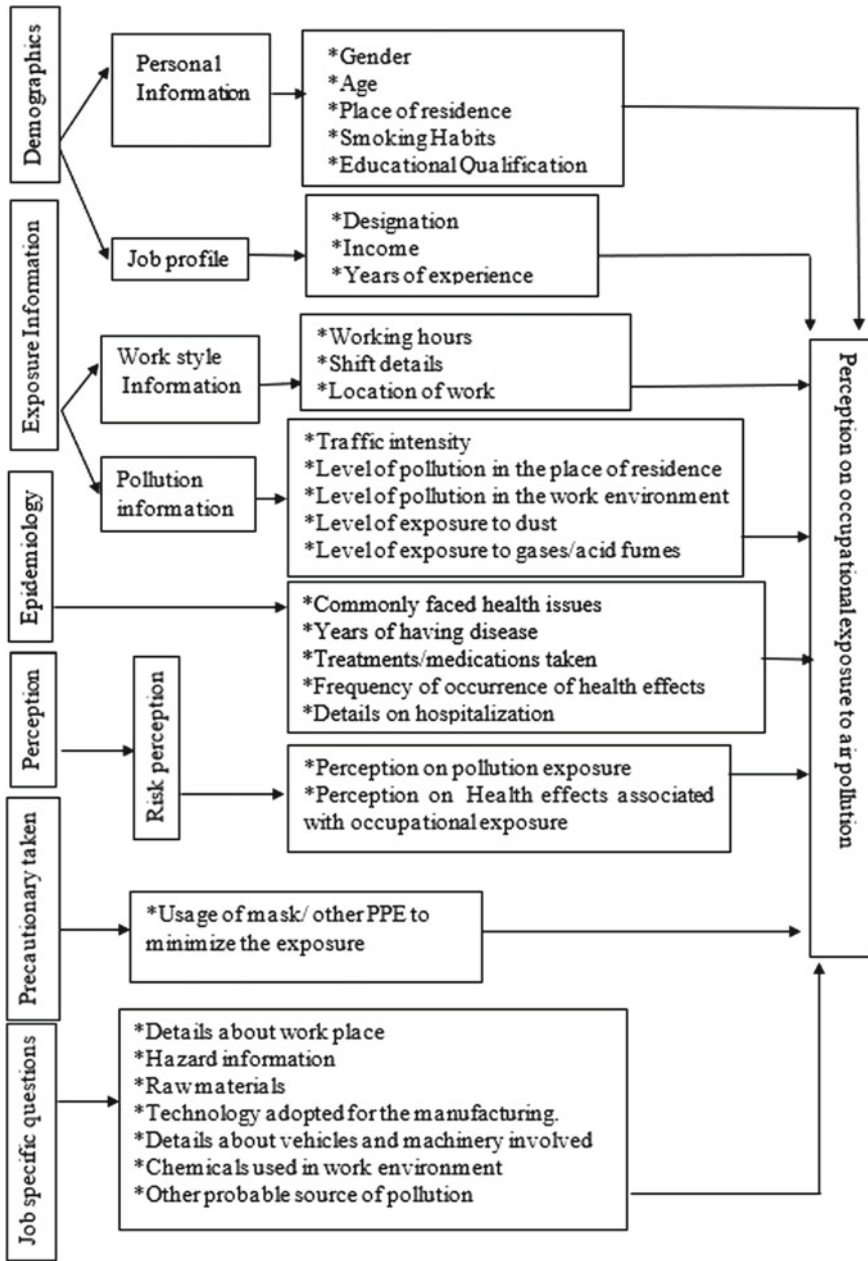 Demographics
Personal
Information
*Gender
*Age
*Place of residence
*Smoking Habits
*Educational Qualification
Job profile
*Designation
*Income
*Years of experience
Exposure Information
Work style
Information
*Working hours
*Shift details
*Location of work
Pollution
information
*Traffic intensity
*Level of pollution in the place of residence
*Level of pollution in the work environment
*Level of exposure to dust
*Level of exposure to gases/acid fumes
Epidemiology
*Commonly faced health issues
*Years of having disease
*Treatments/medications taken
*Frequency of occurrence of health effects
*Details on hospitalization
Perception
Risk perception
*Perception on pollution exposure
*Perception on Health effects associated
with occupational exposure
Precautionary taken
*Usage of mask/ other PPE to
minimize the exposure
Job specific questions
*Details about work place
*Hazard information
*Raw materials
*Technology adopted for the manufacturing.
*Details about vehicles and machinery involved
*Chemicals used in work environment
*Other probable source of pollution
Perception on occupational exposure to air pollution